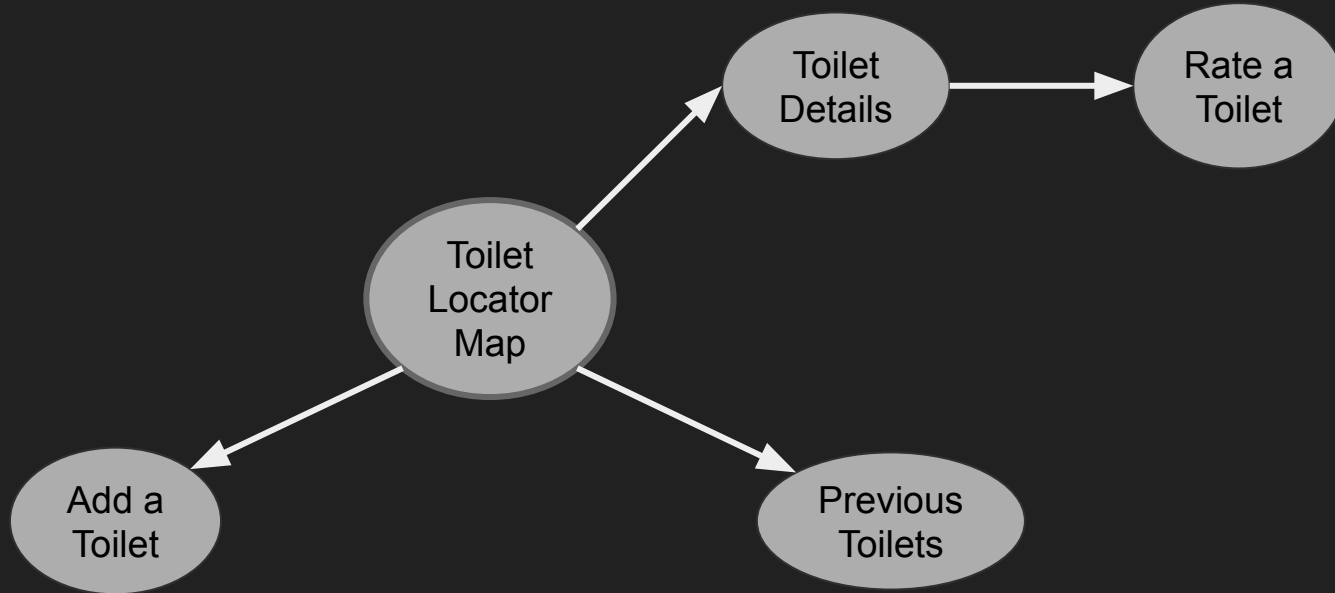 Toilet
Details
Rate a
Toilet
Toilet
Locator
Map
Add a
Toilet
Previous
Toilets